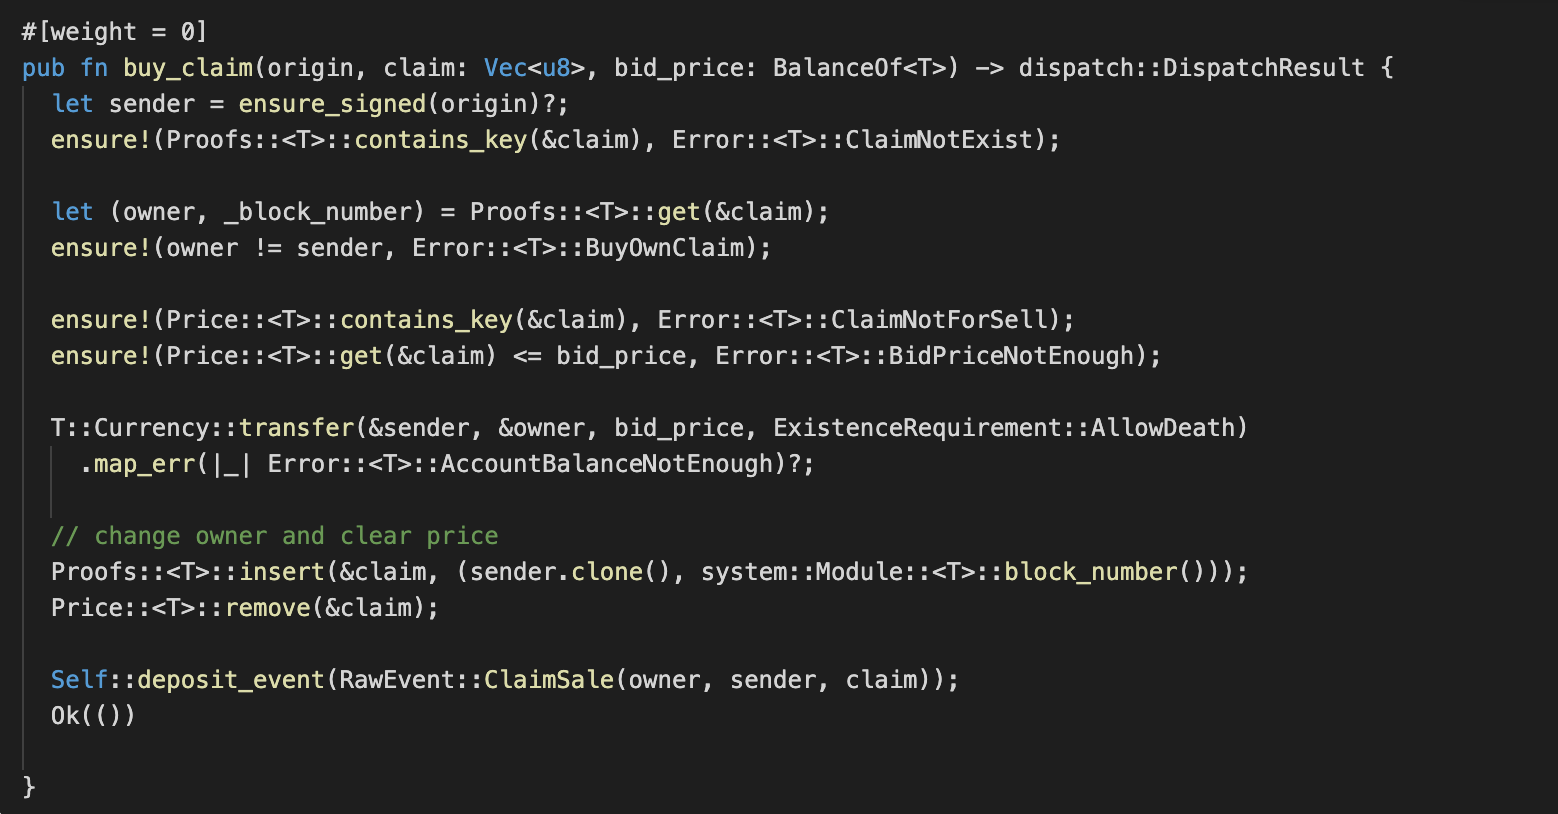 #[weight = 0]
pub fn buy_claim(origin, claim: Vec<u8>, bid_price: BalanceOf<T>) -> dispatch::DispatchResult {
  let sender = ensure_signed(origin)?;
  ensure!(Proofs::<T>::contains_key(&claim), Error::<T>::ClaimNotExist);

  let (owner, _block_number) = Proofs::<T>::get(&claim);
  ensure!(owner != sender, Error::<T>::BuyOwnClaim);

  ensure!(Price::<T>::contains_key(&claim), Error::<T>::ClaimNotForSell);
  ensure!(Price::<T>::get(&claim) <= bid_price, Error::<T>::BidPriceNotEnough);

  T::Currency::transfer(&sender, &owner, bid_price, ExistenceRequirement::AllowDeath)
    .map_err(|_| Error::<T>::AccountBalanceNotEnough)?;

  // change owner and clear price
  Proofs::<T>::insert(&claim, (sender.clone(), system::Module::<T>::block_number()));
  Price::<T>::remove(&claim);

  Self::deposit_event(RawEvent::ClaimSale(owner, sender, claim));
  Ok(())

}